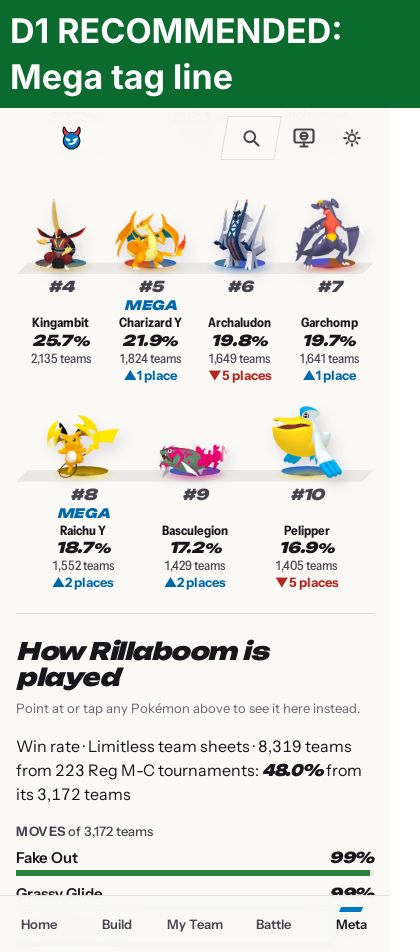 D1 RECOMMENDED:
Mega tag line
#4 #5 #6 #7
MEGA
Kingambit Charizard Y Archaludon Garchomp
25.7% 21.9% 19.8% 19.7%
2,135 teams 1,824 teams 1,649 teams 1,641 teams
▲1 place ▼5 places ▲1 place
#8 #9 #10
MEGA
Raichu Y Basculegion Pelipper
18.7% 17.2% 16.9%
1,552 teams 1,429 teams 1,405 teams
▲2 places ▲2 places ▼5 places
How Rillaboom is
played
Point at or tap any Pokémon above to see it here instead.
Win rate · Limitless team sheets · 8,319 teams
from 223 Reg M-C tournaments: 48.0% from
its 3,172 teams
MOVES of 3,172 teams
Fake Out 99%
Grassy Glide 99%
Home Build My Team Battle Meta